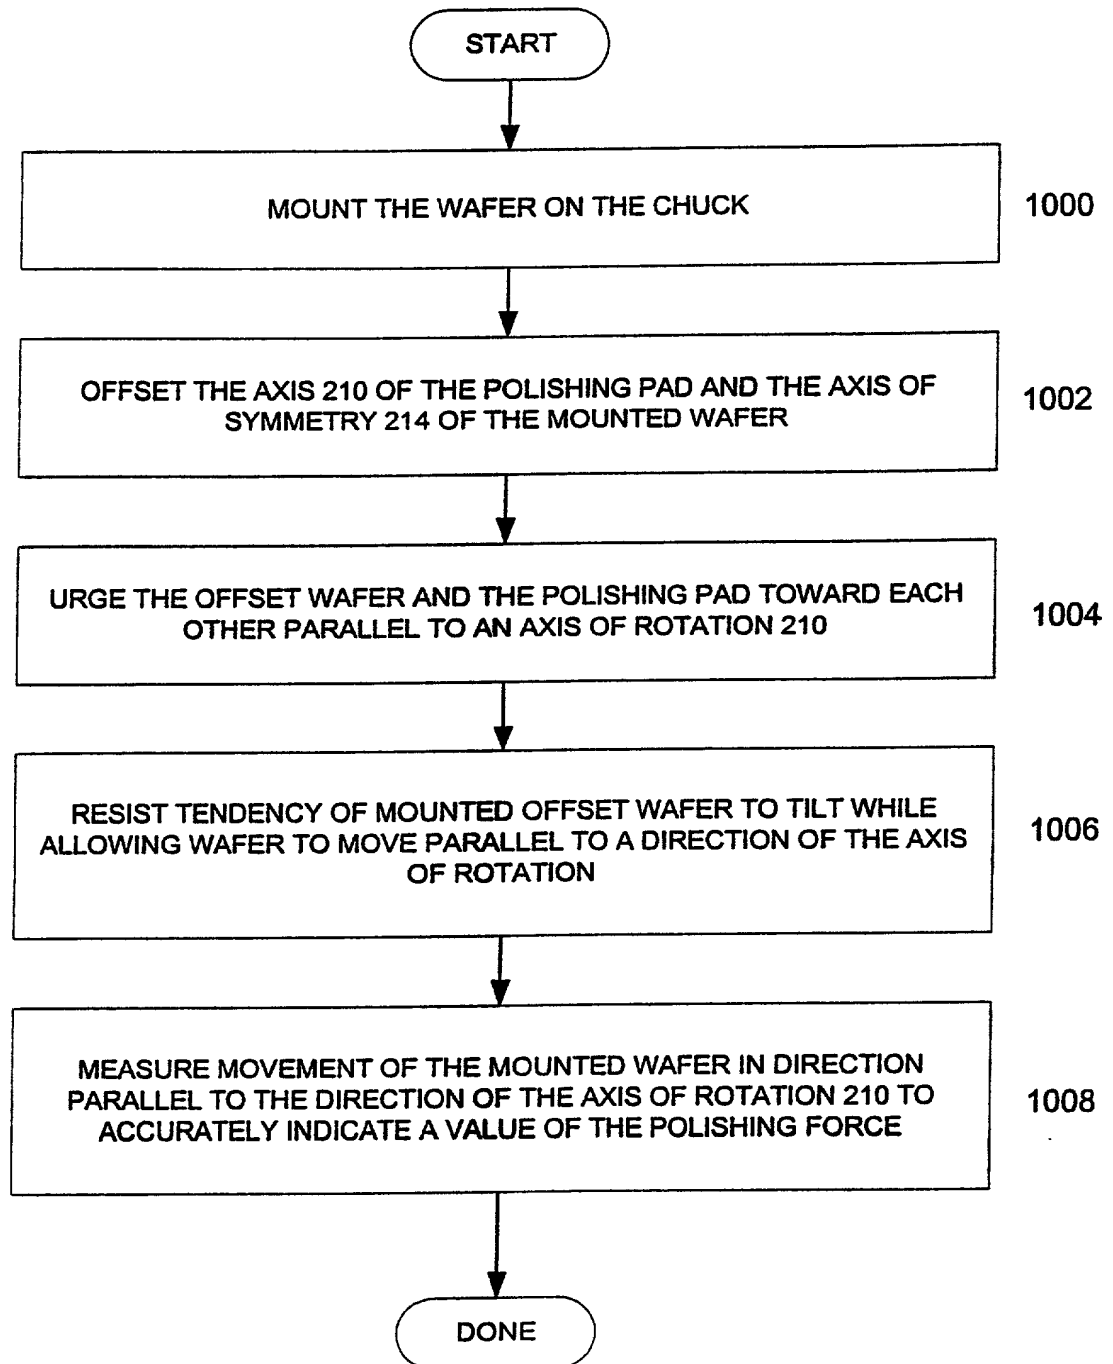 START
MOUNT THE WAFER ON THE CHUCK
1000
OFFSET THE AXIS 210 OF THE POLISHING PAD AND THE AXIS OF
SYMMETRY 214 OF THE MOUNTED WAFER
1002
URGE THE OFFSET WAFER AND THE POLISHING PAD TOWARD EACH
OTHER PARALLEL TO AN AXIS OF ROTATION 210
1004
RESIST TENDENCY OF MOUNTED OFFSET WAFER TO TILT WHILE
ALLOWING WAFER TO MOVE PARALLEL TO A DIRECTION OF THE AXIS
OF ROTATION
1006
MEASURE MOVEMENT OF THE MOUNTED WAFER IN DIRECTION
PARALLEL TO THE DIRECTION OF THE AXIS OF ROTATION 210 TO
ACCURATELY INDICATE A VALUE OF THE POLISHING FORCE
1008
DONE